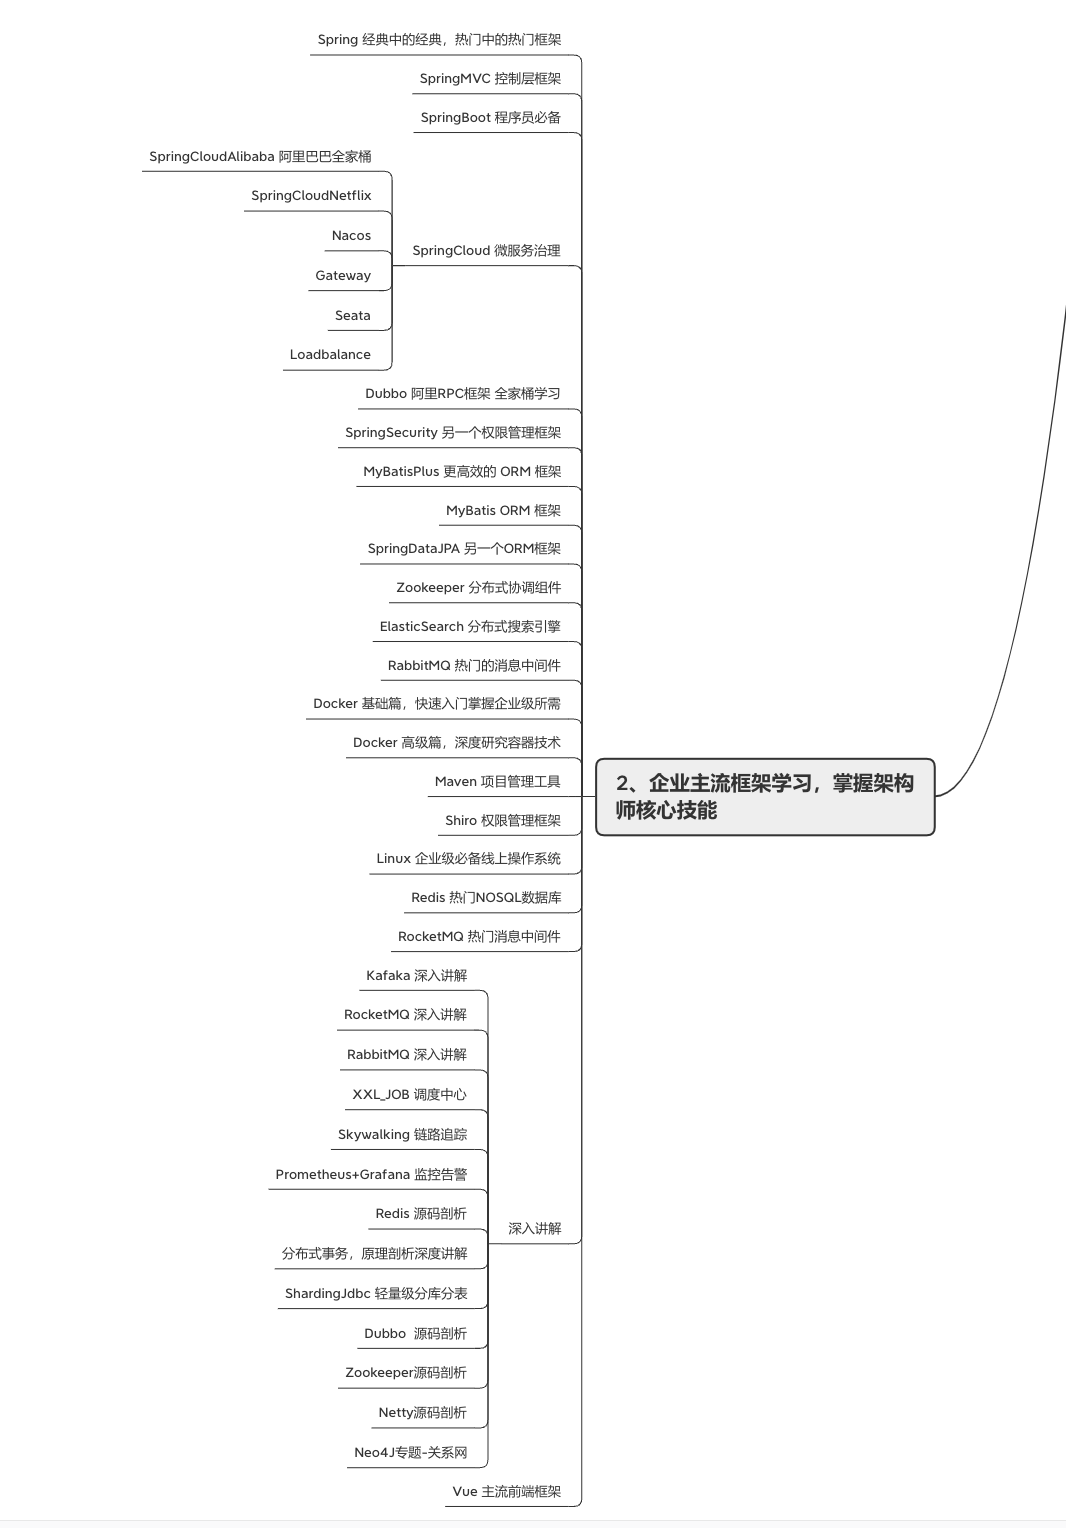 Spring 经典中的经典，热门中的热门框架
SpringMVC 控制层框架
SpringBoot 程序员必备
SpringCloudAlibaba 阿里巴巴全家桶
SpringCloudNetflix
Nacos
Gateway
Seata
Loadbalance
SpringCloud 微服务治理
Dubbo 阿里RPC框架 全家桶学习
SpringSecurity 另一个权限管理框架
MyBatisPlus 更高效的 ORM 框架
MyBatis ORM 框架
SpringDataJPA 另一个ORM框架
Zookeeper 分布式协调组件
ElasticSearch 分布式搜索引擎
RabbitMQ 热门的消息中间件
Docker 基础篇，快速入门掌握企业级所需
Docker 高级篇，深度研究容器技术
Maven 项目管理工具
Shiro 权限管理框架
Linux 企业级必备线上操作系统
Redis 热门NOSQL数据库
RocketMQ 热门消息中间件
Kafaka 深入讲解
RocketMQ 深入讲解
RabbitMQ 深入讲解
XXL_JOB 调度中心
Skywalking 链路追踪
Prometheus+Grafana 监控告警
Redis 源码剖析
分布式事务，原理剖析深度讲解
ShardingJdbc 轻量级分库分表
Dubbo  源码剖析
Zookeeper源码剖析
Netty源码剖析
Neo4J专题-关系网
深入讲解
Vue 主流前端框架
2、企业主流框架学习，掌握架构
师核心技能